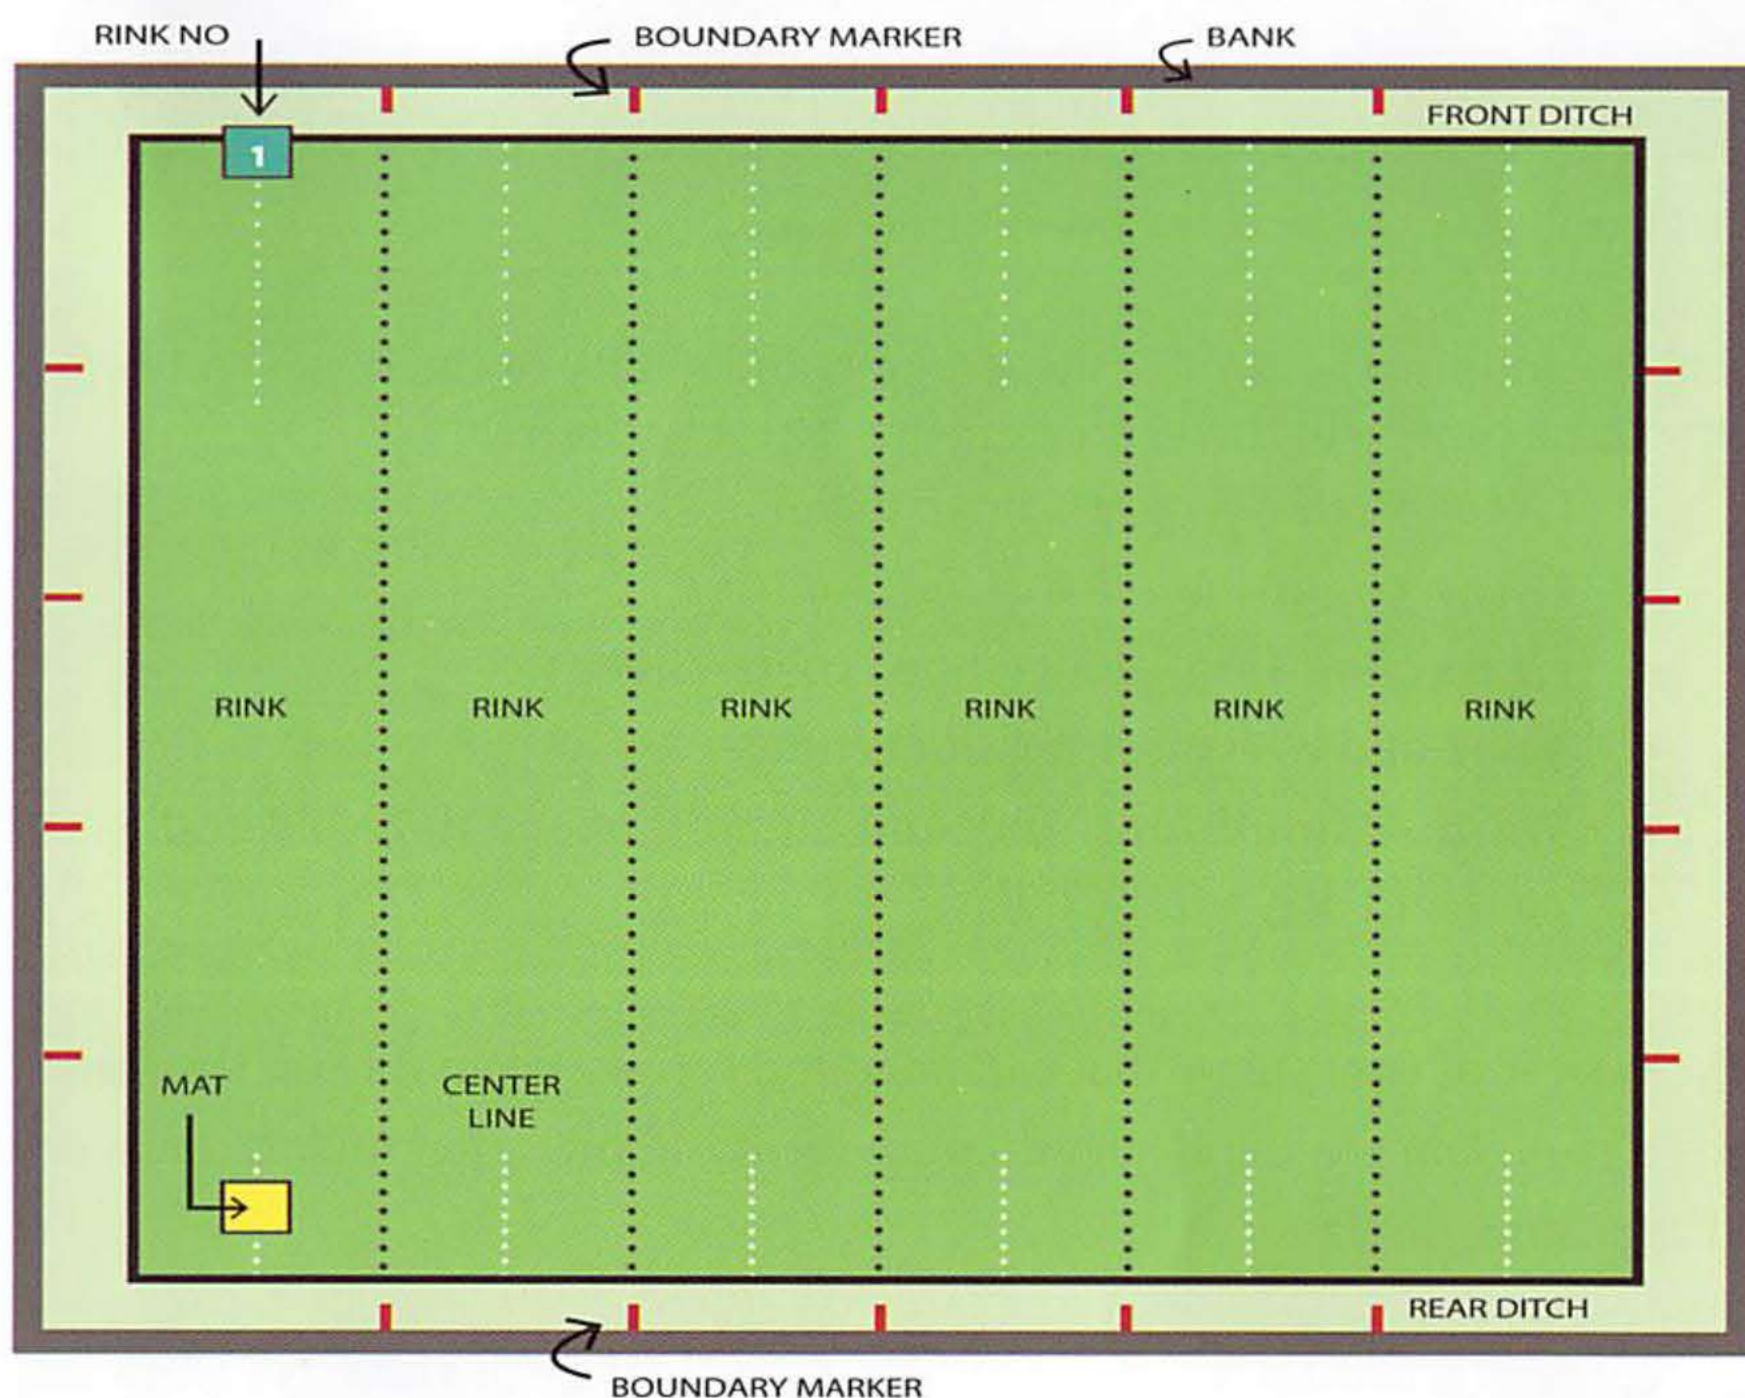 RINK NO
BOUNDARY MARKER
BANK
FRONT DITCH
1
RINK
RINK
RINK
RINK
RINK
RINK
MAT
CENTER
LINE
REAR DITCH
BOUNDARY MARKER